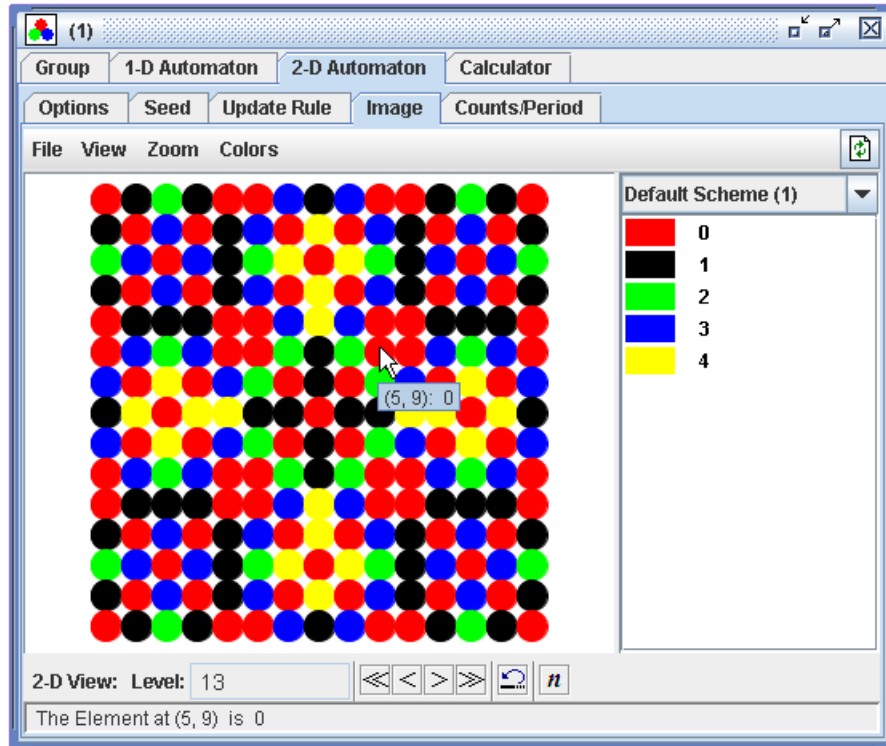 (1)
Group 1-D Automaton 2-D Automaton Calculator
Options Seed Update Rule Image Counts/Period
File View Zoom Colors
Default Scheme (1)
0
1
2
3
4
(5, 9): 0
2-D View: Level: 13 ≪ < > ≫ n
The Element at (5, 9) is 0